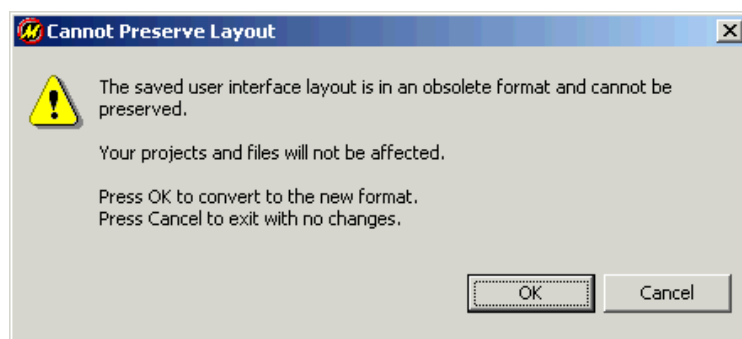 Cannot Preserve Layout
The saved user interface layout is in an obsolete format and cannot be
preserved.
Your projects and files will not be affected.
Press OK to convert to the new format.
Press Cancel to exit with no changes.
OK Cancel